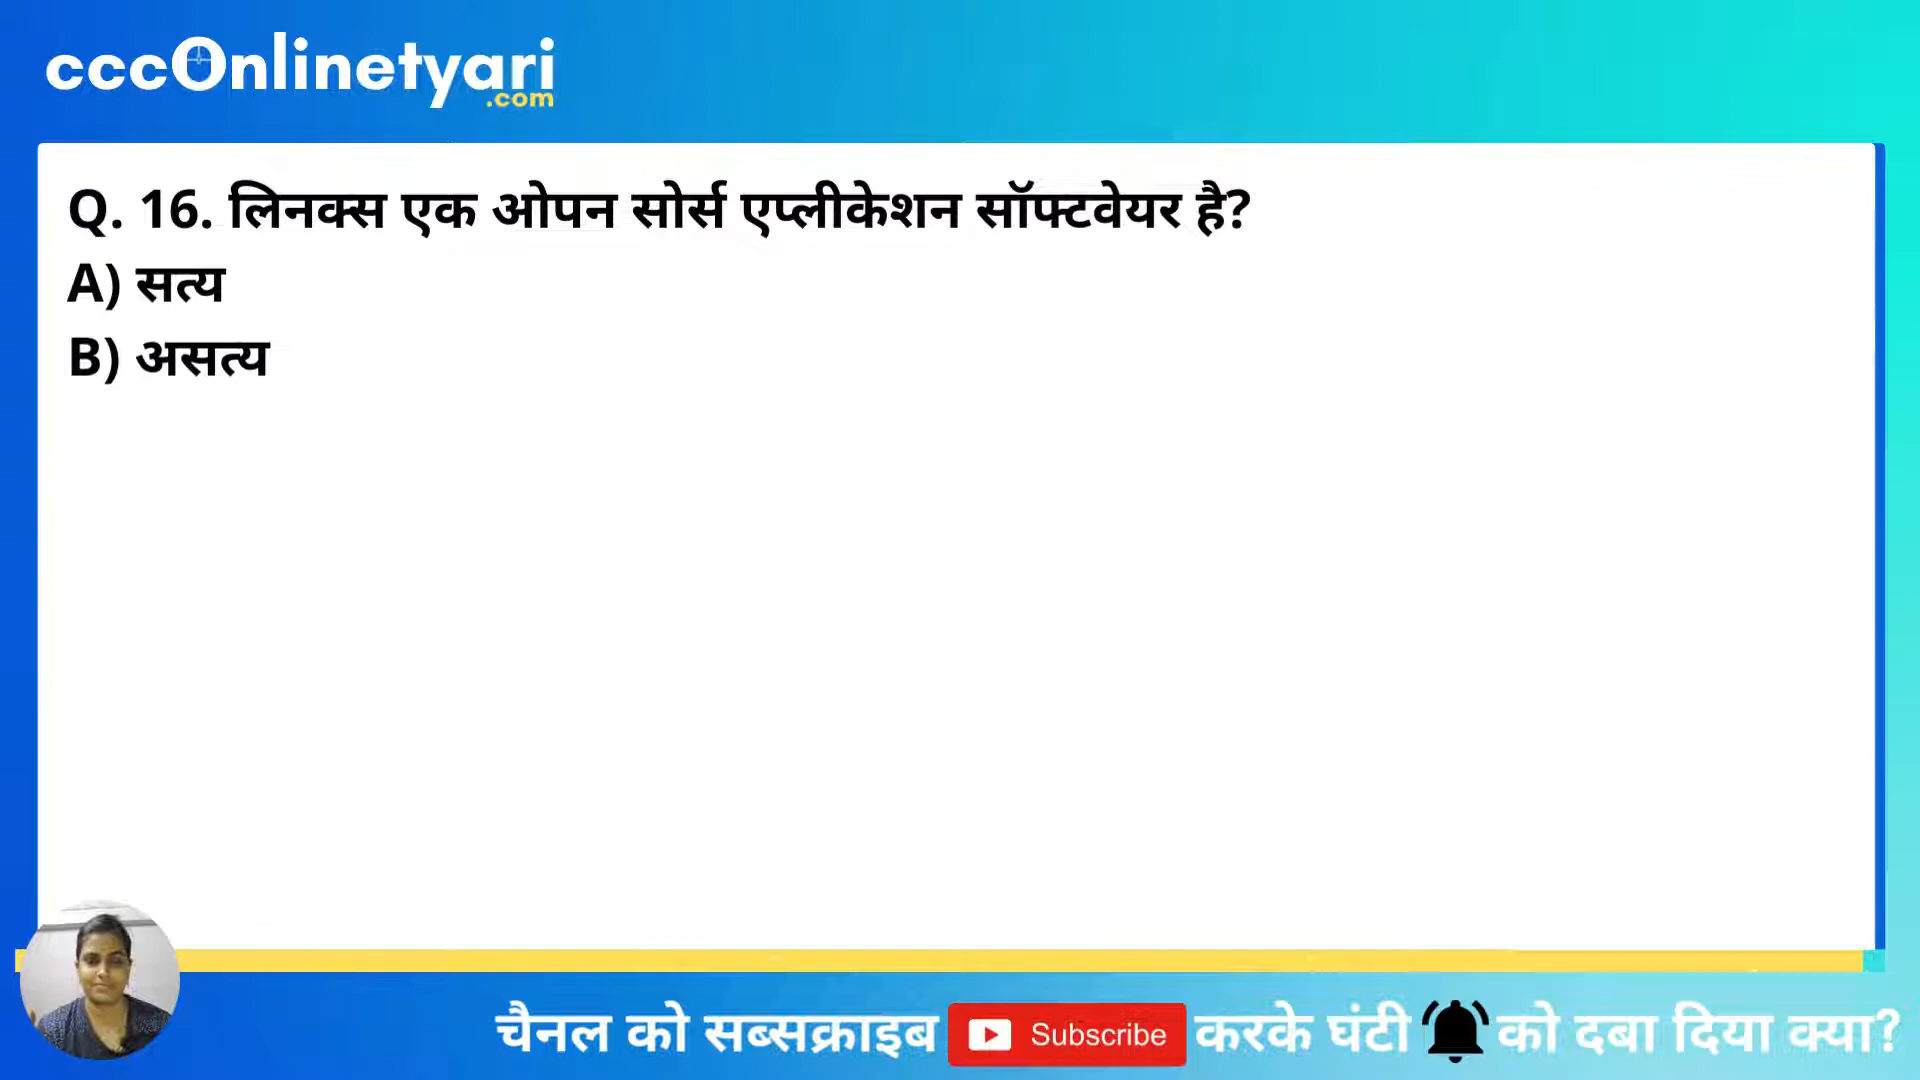 cccOnlinetyari
.com
Q. 16. लिनक्स एक ओपन सोर्स एप्लीकेशन सॉफ्टवेयर है?
A) सत्य
B) असत्य
चैनल को सब्सक्राइब Subscribe करके घंटी को दबा दिया क्या?